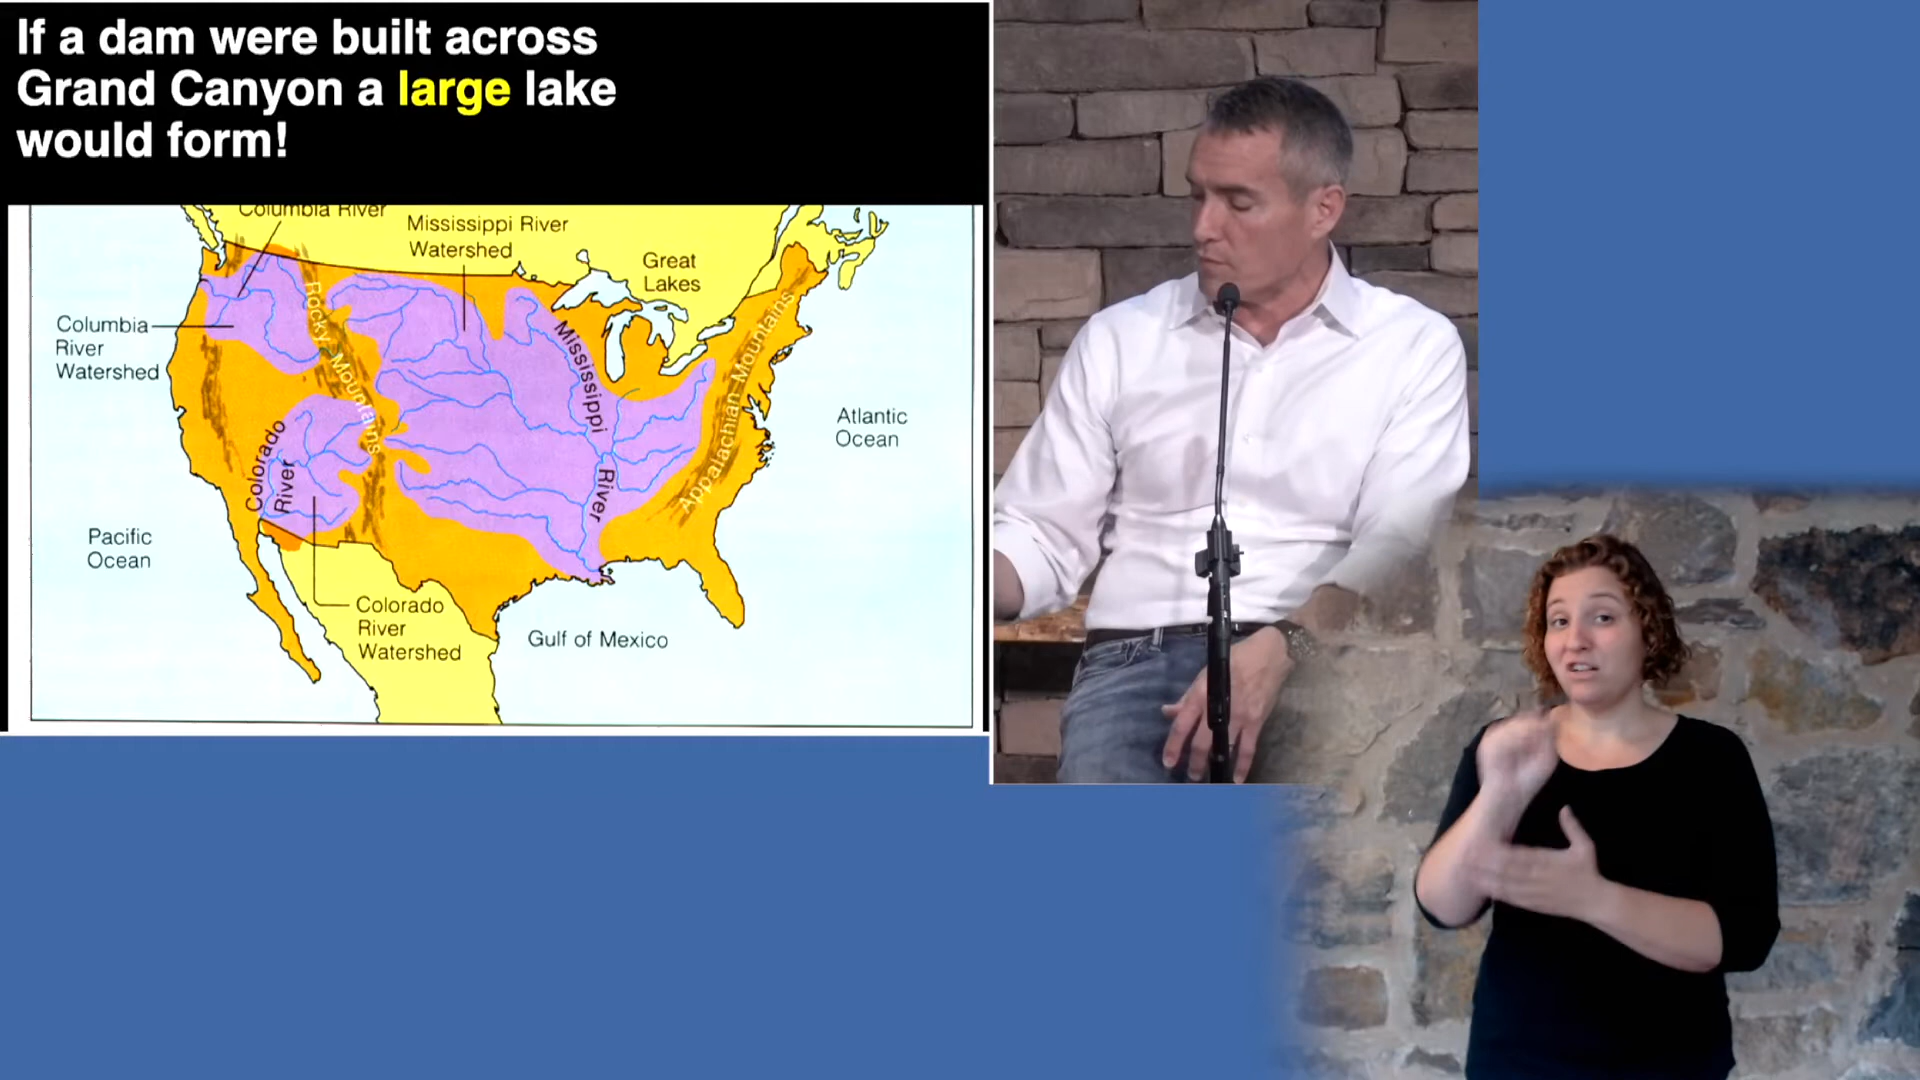 If a dam were built across
Grand Canyon a large lake
would form!
Columbia River
Mississippi River
Watershed
Great
Lakes
Columbia
River
Watershed
Rocky Mountains
Mississippi
River
Appalachian Mountains
Atlantic
Ocean
Colorado
River
Pacific
Ocean
Colorado
River
Watershed
Gulf of Mexico